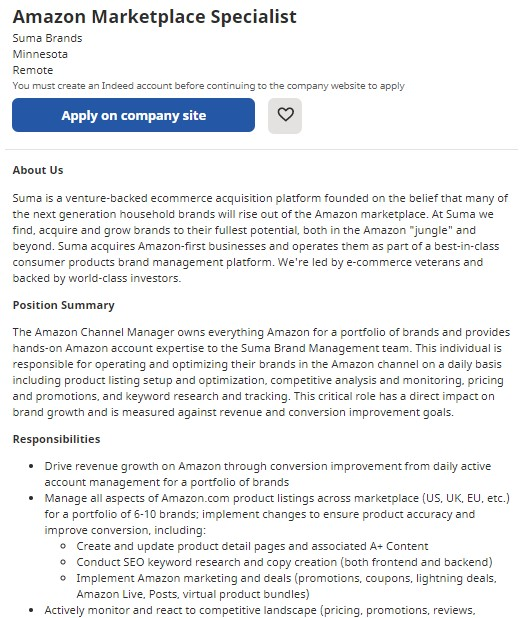 Amazon Marketplace Specialist
Suma Brands
Minnesota
Remote
You must create an Indeed account before continuing to the company website to apply
Apply on company site
About Us
Suma is a venture-backed ecommerce acquisition platform founded on the belief that many of
the next generation household brands will rise out of the Amazon marketplace. At Suma we
find, acquire and grow brands to their fullest potential, both in the Amazon "jungle" and
beyond. Suma acquires Amazon-first businesses and operates them as part of a best-in-class
consumer products brand management platform. We're led by e-commerce veterans and
backed by world-class investors.
Position Summary
The Amazon Channel Manager owns everything Amazon for a portfolio of brands and provides
hands-on Amazon account expertise to the Suma Brand Management team. This individual is
responsible for operating and optimizing their brands in the Amazon channel on a daily basis
including product listing setup and optimization, competitive analysis and monitoring, pricing
and promotions, and keyword research and tracking. This critical role has a direct impact on
brand growth and is measured against revenue and conversion improvement goals.
Responsibilities
• Drive revenue growth on Amazon through conversion improvement from daily active
account management for a portfolio of brands
• Manage all aspects of Amazon.com product listings across marketplace (US, UK, EU, etc.)
for a portfolio of 6-10 brands; implement changes to ensure product accuracy and
improve conversion, including:
◦ Create and update product detail pages and associated A+ Content
◦ Conduct SEO keyword research and copy creation (both frontend and backend)
◦ Implement Amazon marketing and deals (promotions, coupons, lightning deals,
Amazon Live, Posts, virtual product bundles)
• Actively monitor and react to competitive landscape (pricing, promotions, reviews,